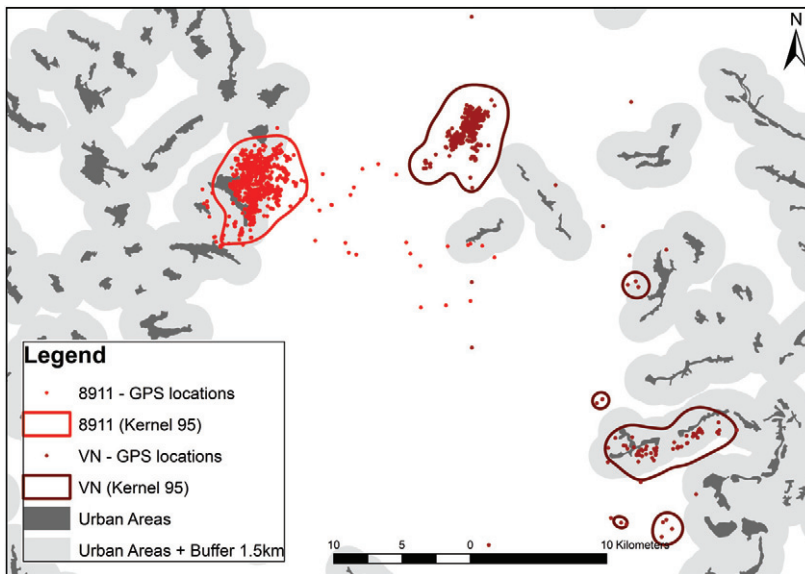 N
Legend
8911 - GPS locations
8911 (Kernel 95)
VN - GPS locations
VN (Kernel 95)
Urban Areas
Urban Areas + Buffer 1.5km
10 5 0 10 Kilometers